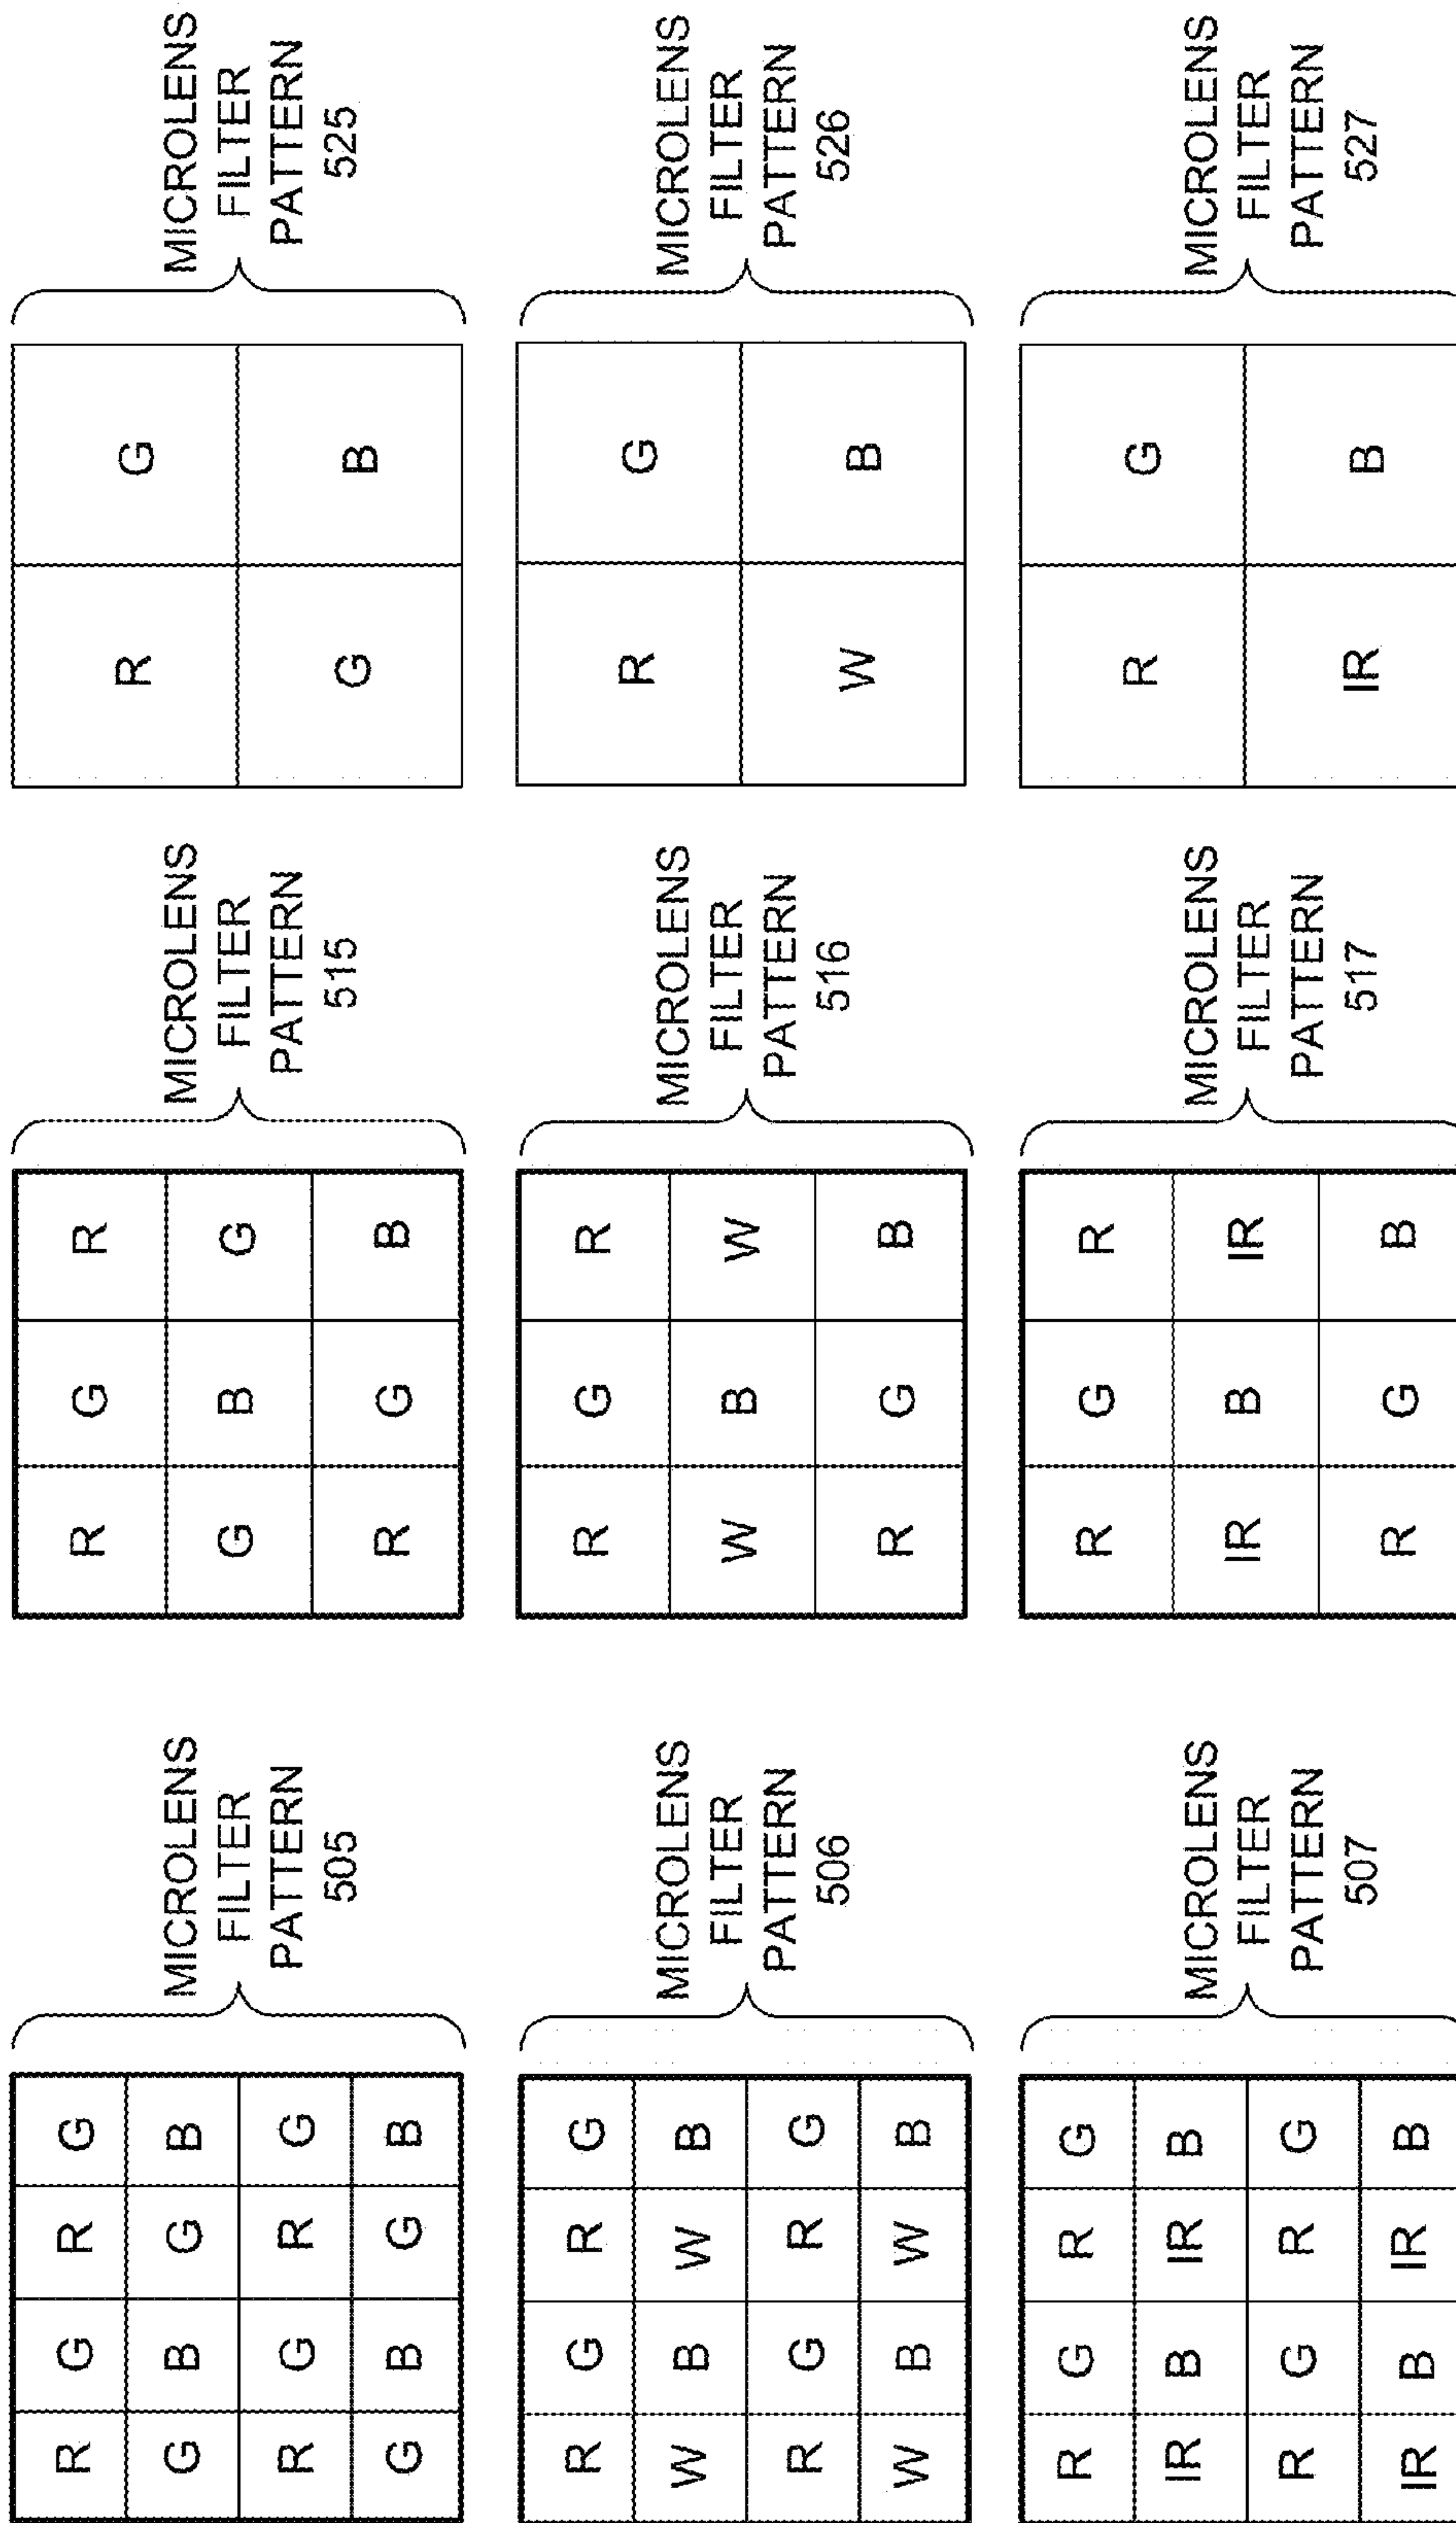 R G R G
G B G B
R G R G
G B G B
MICROLENS
FILTER
PATTERN
505
R G R
G B G
R G B
MICROLENS
FILTER
PATTERN
515
R G
G B
MICROLENS
FILTER
PATTERN
525
R G R G
W B W B
R G R G
W B W B
MICROLENS
FILTER
PATTERN
506
R G R
W B W
R G B
MICROLENS
FILTER
PATTERN
516
R G
W B
MICROLENS
FILTER
PATTERN
526
R G R G
IR B IR B
R G R G
IR B IR B
MICROLENS
FILTER
PATTERN
507
R G R
IR B IR
R G B
MICROLENS
FILTER
PATTERN
517
R G
IR B
MICROLENS
FILTER
PATTERN
527